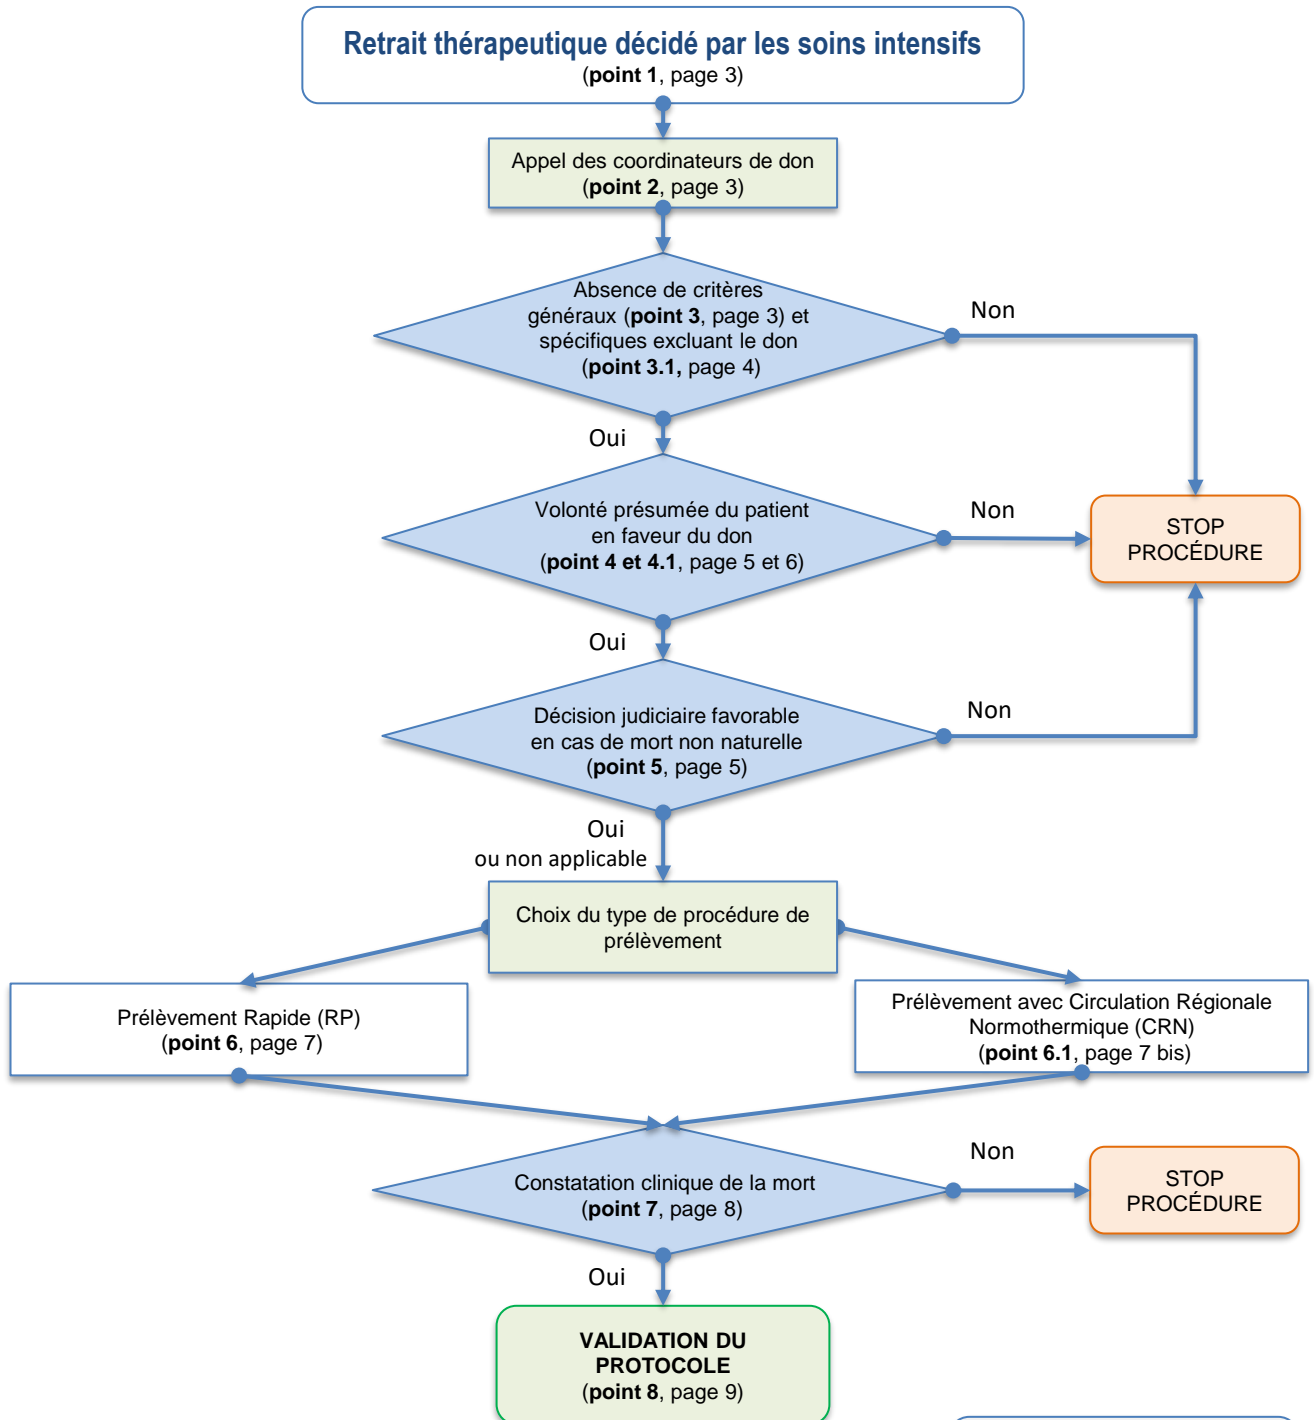 Retrait thérapeutique décidé par les soins intensifs
(point 1, page 3)
Appel des coordinateurs de don
(point 2, page 3)
Absence de critères
généraux (point 3, page 3) et
spécifiques excluant le don
(point 3.1, page 4)
Non
Oui
Volonté présumée du patient
en faveur du don
(point 4 et 4.1, page 5 et 6)
Non
STOP
PROCÉDURE
Oui
Décision judiciaire favorable
en cas de mort non naturelle
(point 5, page 5)
Non
Oui
ou non applicable
Choix du type de procédure de
prélèvement
Prélèvement Rapide (RP)
(point 6, page 7)
Prélèvement avec Circulation Régionale
Normothermique (CRN)
(point 6.1, page 7 bis)
Constatation clinique de la mort
(point 7, page 8)
Non
STOP
PROCÉDURE
Oui
VALIDATION DU
PROTOCOLE
(point 8, page 9)